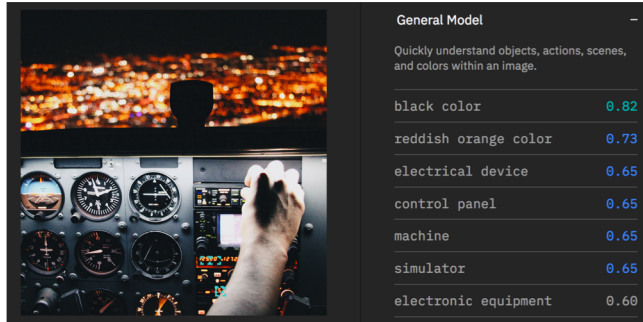 General Model −
Quickly understand objects, actions, scenes,
and colors within an image.
black color 0.82
reddish orange color 0.73
electrical device 0.65
control panel 0.65
machine 0.65
simulator 0.65
electronic equipment 0.60